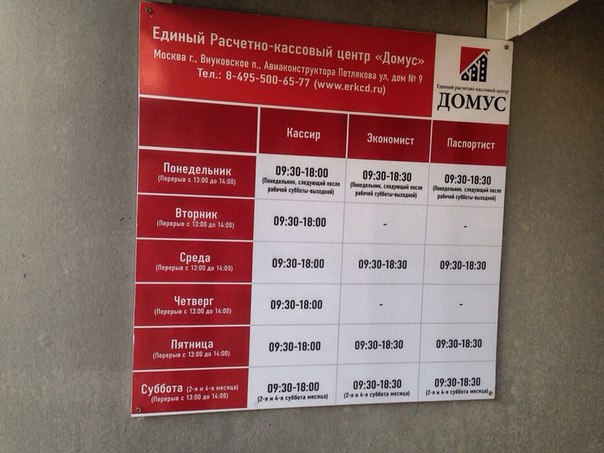 Единый Расчетно-кассовый центр «Домус»
Москва г., Внуковское п., Авиаконструктора Петлякова ул, дом № 9
Тел.: 8-495-500-65-77 (www.erkcd.ru)
Единый расчетно-кассовый центр
ДОМУС
Кассир Экономист Паспортист
Понедельник
(Перерыв с 13:00 до 14:00)
09:30-18:00 09:30-18:30 09:30-18:30
(Понедельник, следующий после рабочей субботы-выходной)
(Понедельник, следующий после рабочей субботы-выходной)
(Понедельник, следующий после рабочей субботы-выходной)
Вторник
(Перерыв с 13:00 до 14:00)
09:30-18:00 - -
Среда
(Перерыв с 13:00 до 14:00)
09:30-18:00 09:30-18:30 09:30-18:30
Четверг
(Перерыв с 13:00 до 14:00)
09:30-18:00 - -
Пятница
(Перерыв с 13:00 до 14:00)
09:30-18:00 09:30-18:30 09:30-18:30
Суббота (2-я и 4-я месяца)
(Перерыв с 13:00 до 14:00)
09:30-18:00 09:30-18:30 09:30-18:30
(2-я и 4-я суббота месяца) (2-я и 4-я суббота месяца) (2-я и 4-я суббота месяца)